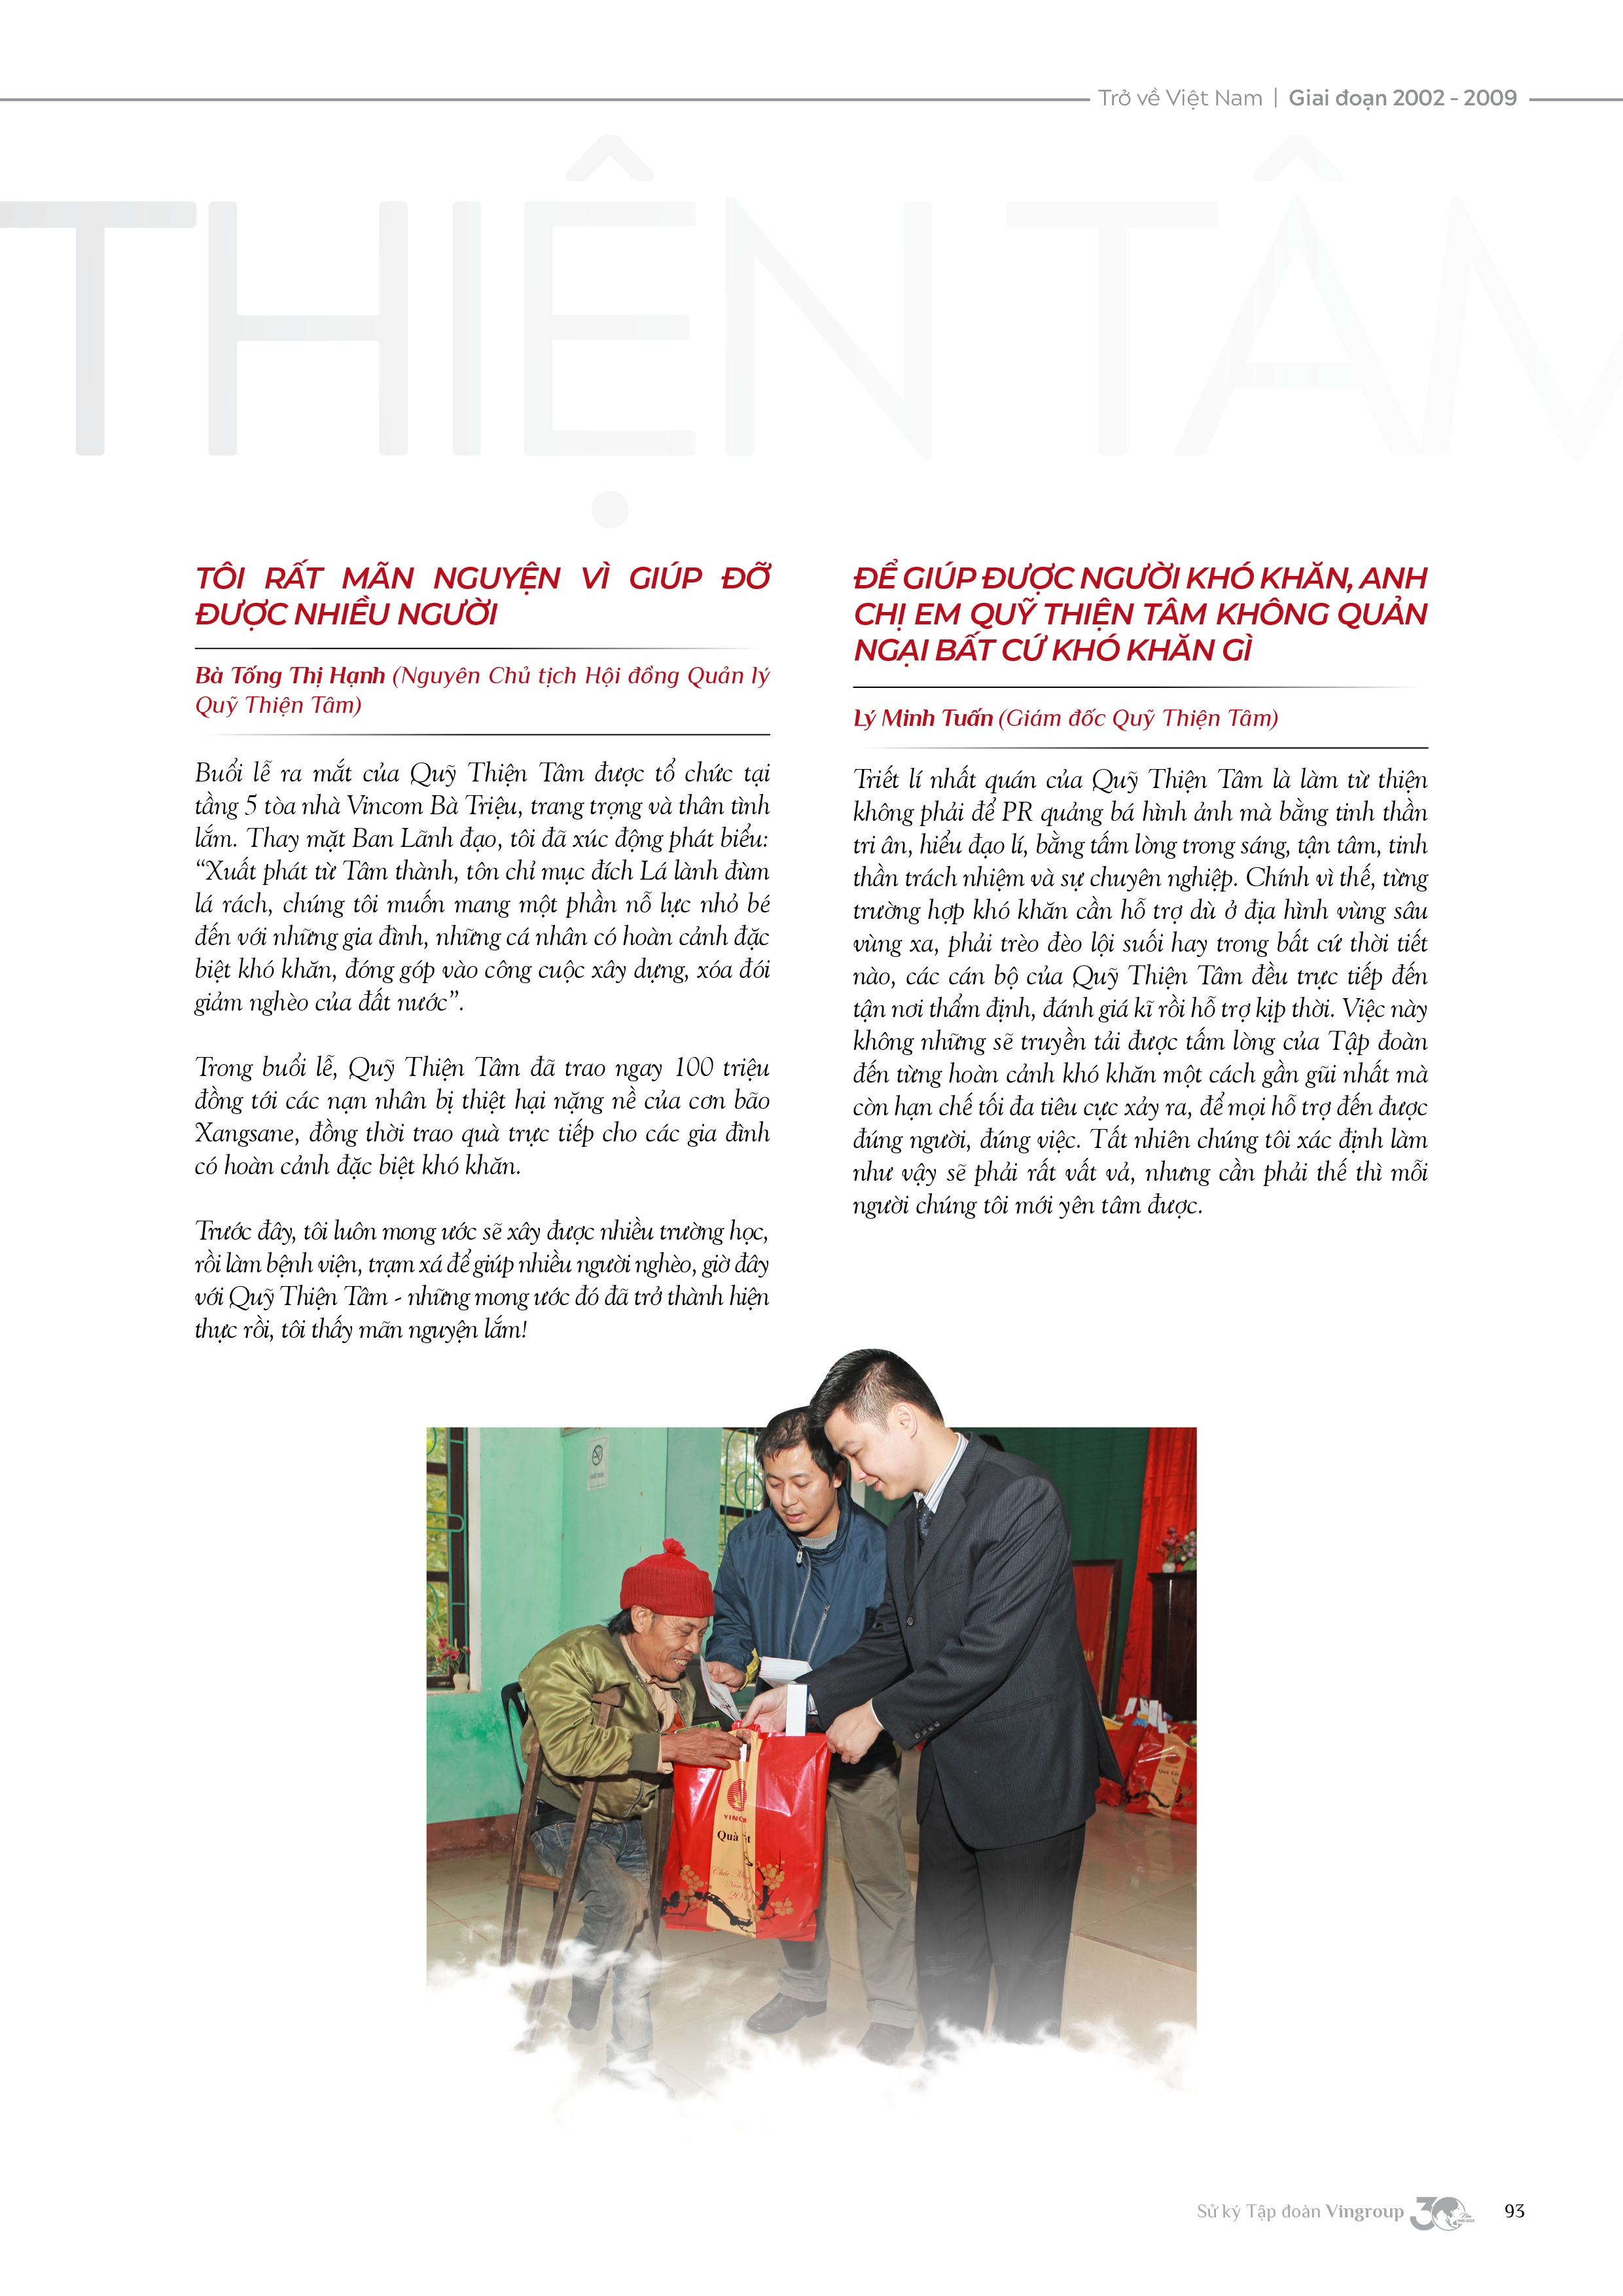 Trở về Việt Nam | Giai đoạn 2002 - 2009
THIỆN TÂM
TÔI RẤT MÃN NGUYỆN VÌ GIÚP ĐỠ
ĐƯỢC NHIỀU NGƯỜI
Bà Tống Thị Hạnh (Nguyên Chủ tịch Hội đồng Quản lý
Quỹ Thiện Tâm)
Buổi lễ ra mắt của Quỹ Thiện Tâm được tổ chức tại
tầng 5 tòa nhà Vincom Bà Triệu, trang trọng và thân tình
lắm. Thay mặt Ban Lãnh đạo, tôi đã xúc động phát biểu:
“Xuất phát từ Tâm thành, tôn chỉ mục đích Lá lành đùm
lá rách, chúng tôi muốn mang một phần nỗ lực nhỏ bé
đến với những gia đình, những cá nhân có hoàn cảnh đặc
biệt khó khăn, đóng góp vào công cuộc xây dựng, xóa đói
giảm nghèo của đất nước”.
Trong buổi lễ, Quỹ Thiện Tâm đã trao ngay 100 triệu
đồng tới các nạn nhân bị thiệt hại nặng nề của cơn bão
Xangsane, đồng thời trao quà trực tiếp cho các gia đình
có hoàn cảnh đặc biệt khó khăn.
Trước đây, tôi luôn mong ước sẽ xây được nhiều trường học,
rồi làm bệnh viện, trạm xá để giúp nhiều người nghèo, giờ đây
với Quỹ Thiện Tâm - những mong ước đó đã trở thành hiện
thực rồi, tôi thấy mãn nguyện lắm!
ĐỂ GIÚP ĐƯỢC NGƯỜI KHÓ KHĂN, ANH
CHỊ EM QUỸ THIỆN TÂM KHÔNG QUẢN
NGẠI BẤT CỨ KHÓ KHĂN GÌ
Lý Minh Tuấn (Giám đốc Quỹ Thiện Tâm)
Triết lí nhất quán của Quỹ Thiện Tâm là làm từ thiện
không phải để PR quảng bá hình ảnh mà bằng tinh thần
tri ân, hiểu đạo lí, bằng tấm lòng trong sáng, tận tâm, tinh
thần trách nhiệm và sự chuyên nghiệp. Chính vì thế, từng
trường hợp khó khăn cần hỗ trợ dù ở địa hình vùng sâu
vùng xa, phải trèo đèo lội suối hay trong bất cứ thời tiết
nào, các cán bộ của Quỹ Thiện Tâm đều trực tiếp đến
tận nơi thẩm định, đánh giá kĩ rồi hỗ trợ kịp thời. Việc này
không những sẽ truyền tải được tấm lòng của Tập đoàn
đến từng hoàn cảnh khó khăn một cách gần gũi nhất mà
còn hạn chế tối đa tiêu cực xảy ra, để mọi hỗ trợ đến được
đúng người, đúng việc. Tất nhiên chúng tôi xác định làm
như vậy sẽ phải rất vất vả, nhưng cần phải thế thì mỗi
người chúng tôi mới yên tâm được.
Quà
Sử ký Tập đoàn Vingroup 30 93